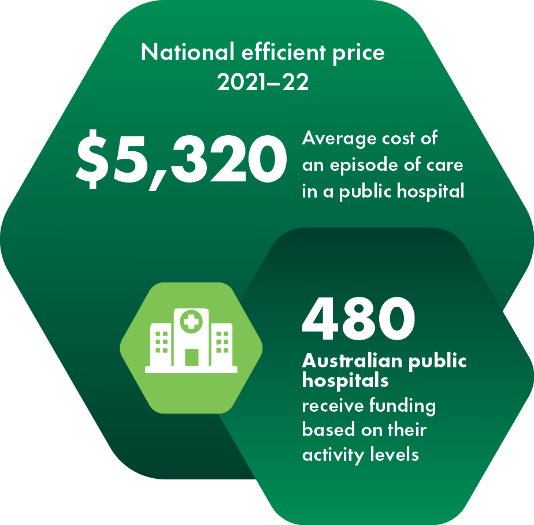 National efficient price
2021–22
$5,320
Average cost of
an episode of care
in a public hospital
480
Australian public
hospitals
receive funding
based on their
activity levels